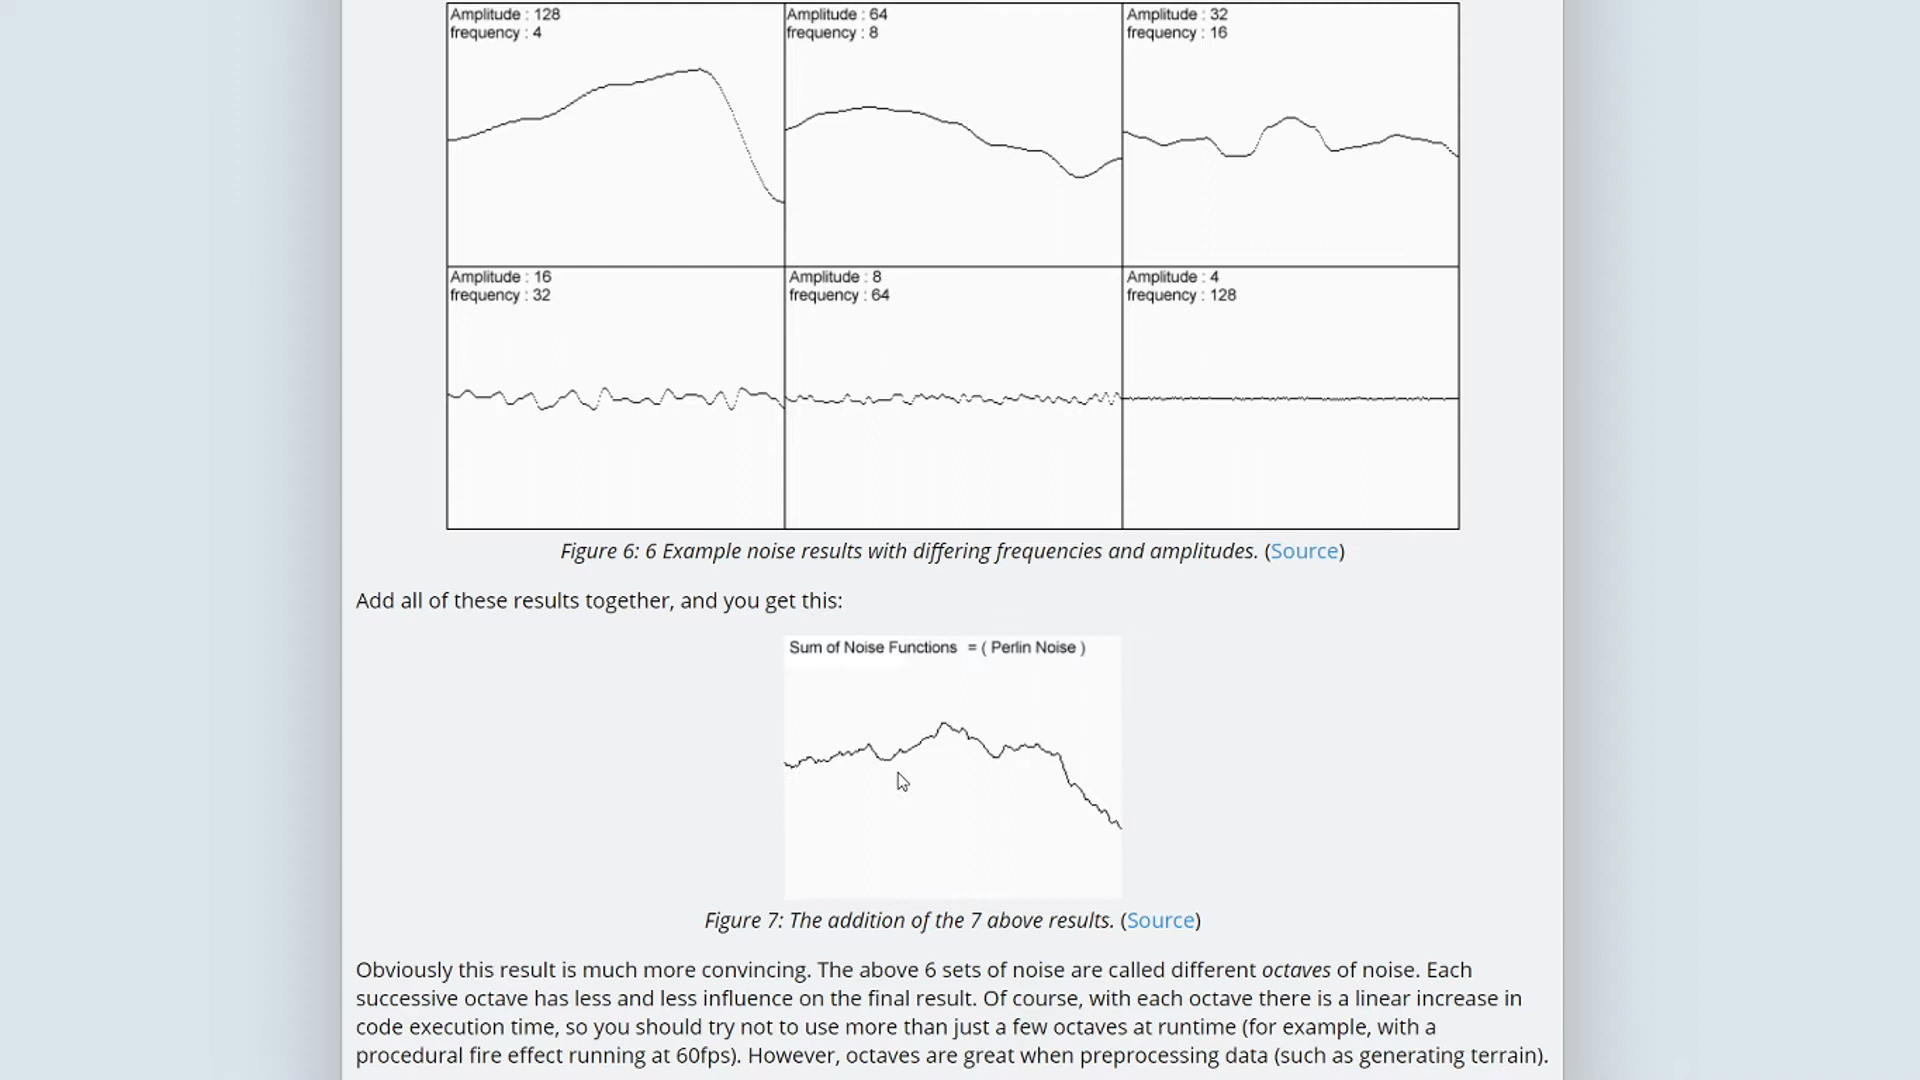 Amplitude : 128
frequency : 4
Amplitude : 64
frequency : 8
Amplitude : 32
frequency : 16
Amplitude : 16
frequency : 32
Amplitude : 8
frequency : 64
Amplitude : 4
frequency : 128
Figure 6: 6 Example noise results with differing frequencies and amplitudes. (Source)
Add all of these results together, and you get this:
Sum of Noise Functions = ( Perlin Noise )
Figure 7: The addition of the 7 above results. (Source)
Obviously this result is much more convincing. The above 6 sets of noise are called different octaves of noise. Each
successive octave has less and less influence on the final result. Of course, with each octave there is a linear increase in
code execution time, so you should try not to use more than just a few octaves at runtime (for example, with a
procedural fire effect running at 60fps). However, octaves are great when preprocessing data (such as generating terrain).